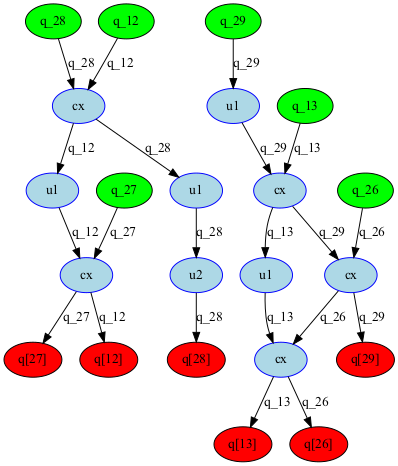 q_28 q_12 q_29
q_28 q_12 q_29
cx u1 q_13
q_12 q_28 q_29 q_13
u1 q_27 u1 cx q_26
q_12 q_27 q_28 q_13 q_29 q_26
cx u2 u1 cx
q_27 q_12 q_28 q_13 q_26 q_29
q[27] q[12] q[28] cx q[29]
q_13 q_26
q[13] q[26]